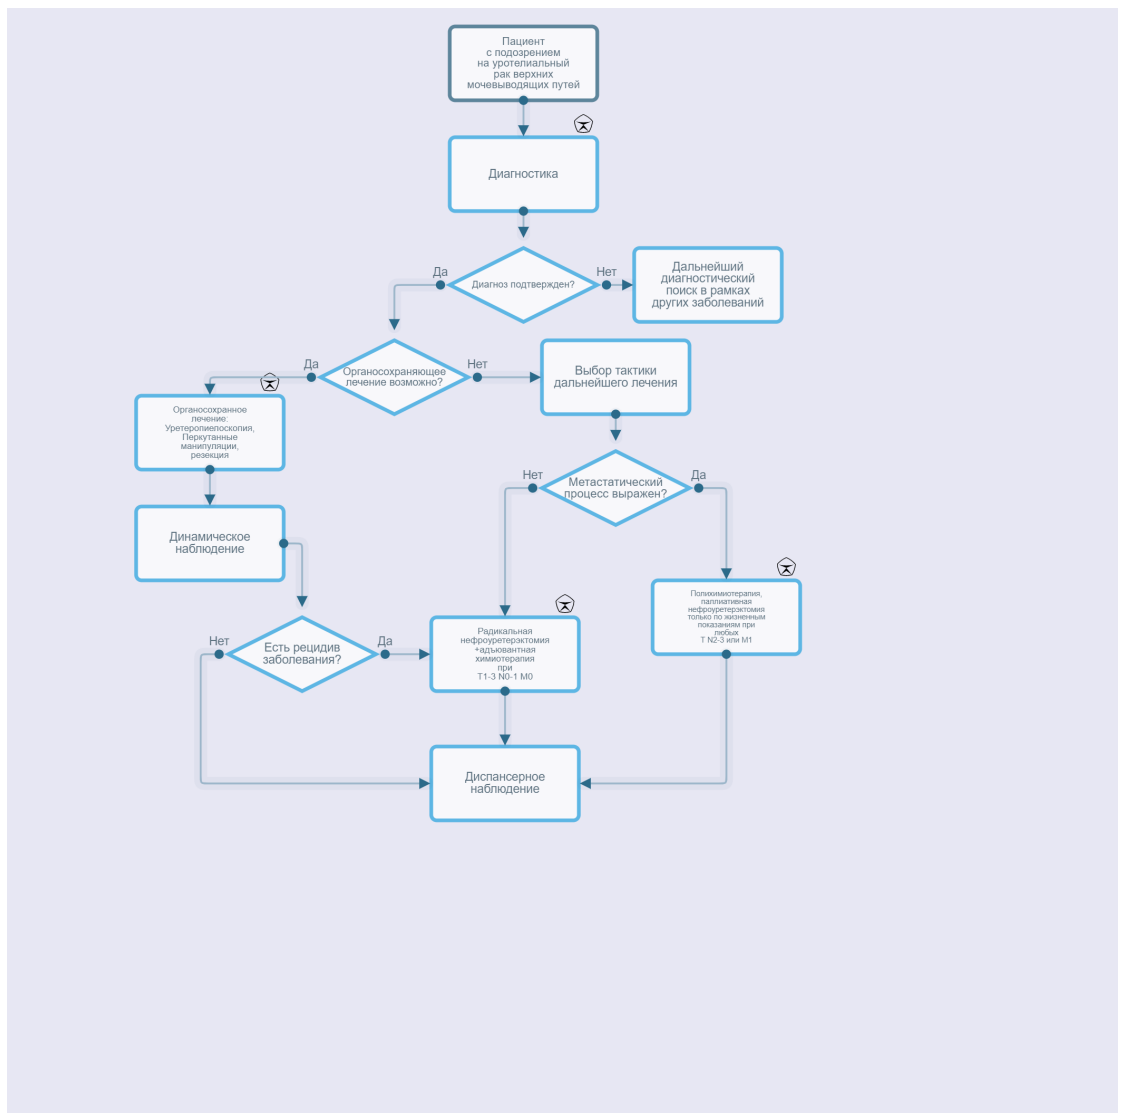 Пациент
с подозрением
на уротелиальный
рак верхних
мочевыводящих путей
Диагностика
Да
Диагноз подтвержден?
Нет
Дальнейший
диагностический
поиск в рамках
других заболеваний
Да
Органосохраняющее
лечение возможно?
Нет
Выбор тактики
дальнейшего лечения
Органосохранное
лечение:
Уретеропиелоскопия,
Перкутанные
манипуляции,
резекция
Нет
Метастатический
процесс выражен?
Да
Динамическое
наблюдение
Полихимиотерапия,
паллиативная
нефроуретерэктомия
только по жизненным
показаниям при
любых
T N2-3 или M1
Нет
Есть рецидив
заболевания?
Да
Радикальная
нефроуретерэктомия
+адъювантная
химиотерапия
при
T1-3 N0-1 M0
Диспансерное
наблюдение